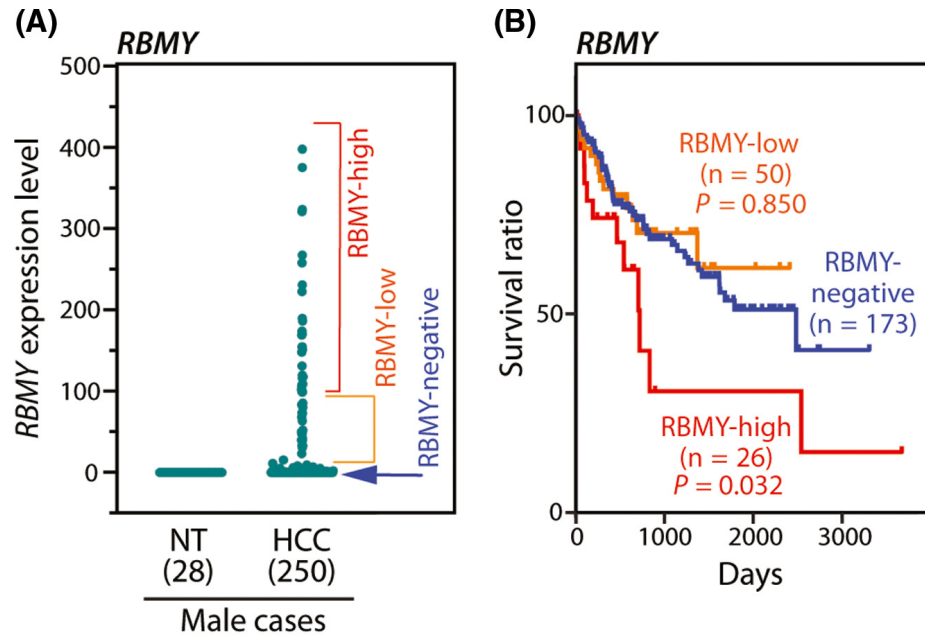 (A)
RBMY
RBMY expression level
500
400
300
200
100
0
RBMY-high
RBMY-low
RBMY-negative
NT
(28)
HCC
(250)
Male cases
(B)
RBMY
Survival ratio
100
50
0
RBMY-low
(n = 50)
P = 0.850
RBMY-
negative
(n = 173)
RBMY-high
(n = 26)
P = 0.032
0
1000
2000
3000
Days